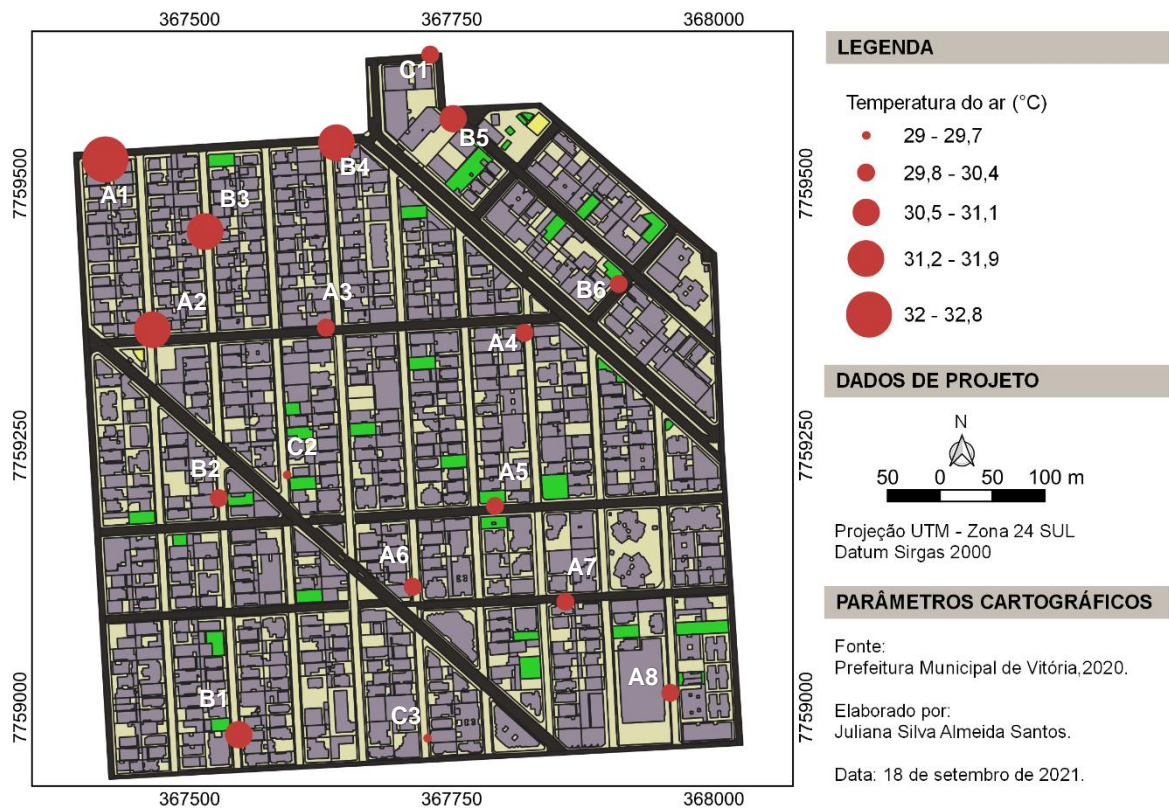 367500
367750
368000
7759500
7759250
7759000
7759500
7759250
7759000
C1
B5
B4
A1
B3
A2
A3
B6
A4
C2
B2
A5
A6
A7
A8
B1
C3
367500
367750
368000
LEGENDA
Temperatura do ar (°C)
29 - 29,7
29,8 - 30,4
30,5 - 31,1
31,2 - 31,9
32 - 32,8
DADOS DE PROJETO
N
50 0 50 100 m
Projeção UTM - Zona 24 SUL
Datum Sirgas 2000
PARÂMETROS CARTOGRÁFICOS
Fonte:
Prefeitura Municipal de Vitória,2020.
Elaborado por:
Juliana Silva Almeida Santos.
Data: 18 de setembro de 2021.